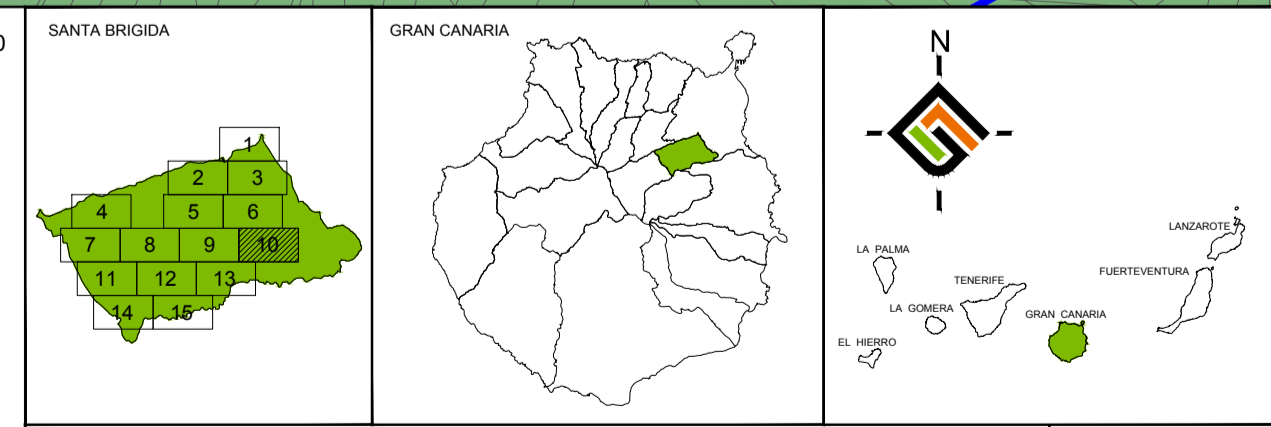 SANTA BRIGIDA
1
2 3
4 5 6
7 8 9 10
11 12 13
14 15
GRAN CANARIA
N
LANZAROTE
LA PALMA
FUERTEVENTURA
TENERIFE
LA GOMERA
GRAN CANARIA
EL HIERRO